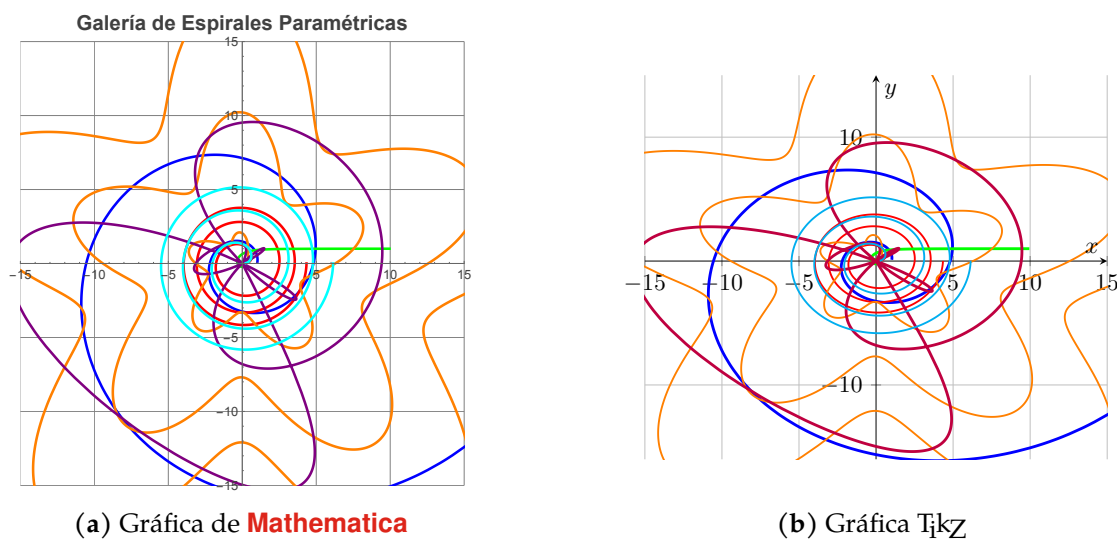 Galería de Espirales Paramétricas
15
10
5
−5
−10
−15
−15 −10 −5 5 10 15
(a) Gráfica de Mathematica
y
10
−10
−15 −10 −5 5 10 15
x
(b) Gráfica TikZ